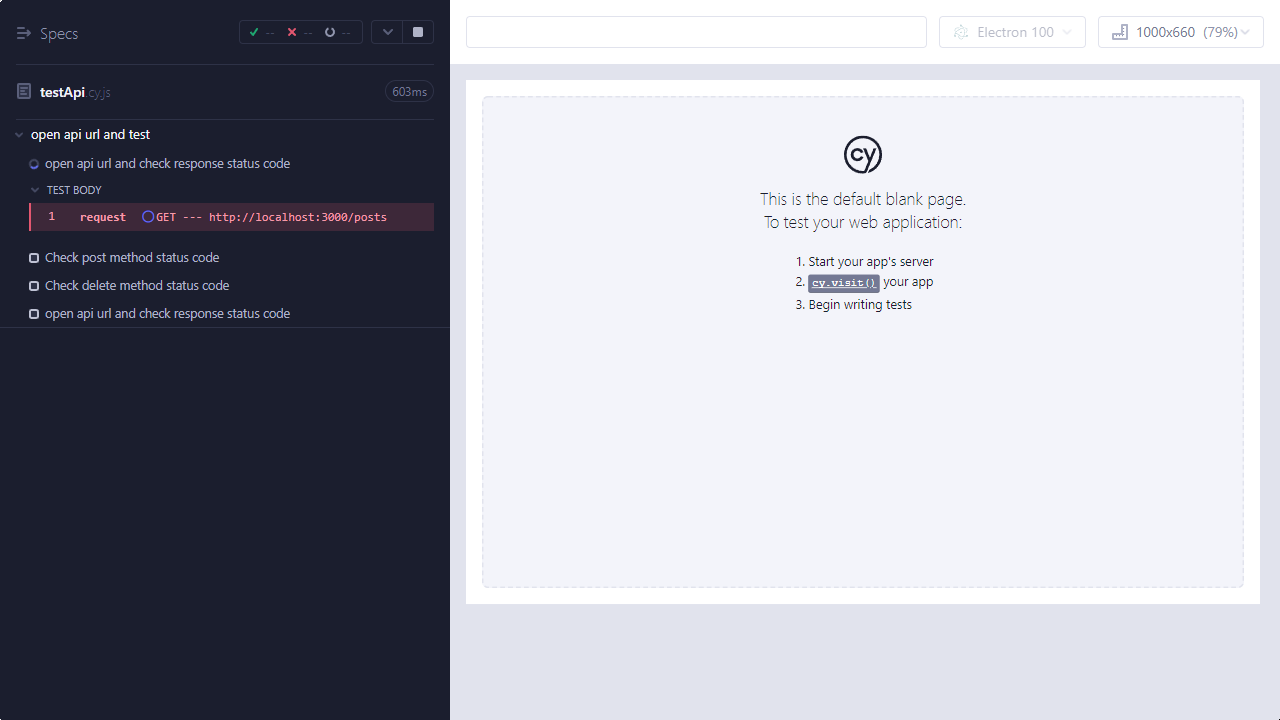 Specs
-- -- --
testApi.cy.js
603ms
open api url and test
open api url and check response status code
TEST BODY
1 request GET --- http://localhost:3000/posts
Check post method status code
Check delete method status code
open api url and check response status code
Electron 100
1000x660 (79%)
cy
This is the default blank page.
To test your web application:
1. Start your app's server
2. cy.visit() your app
3. Begin writing tests